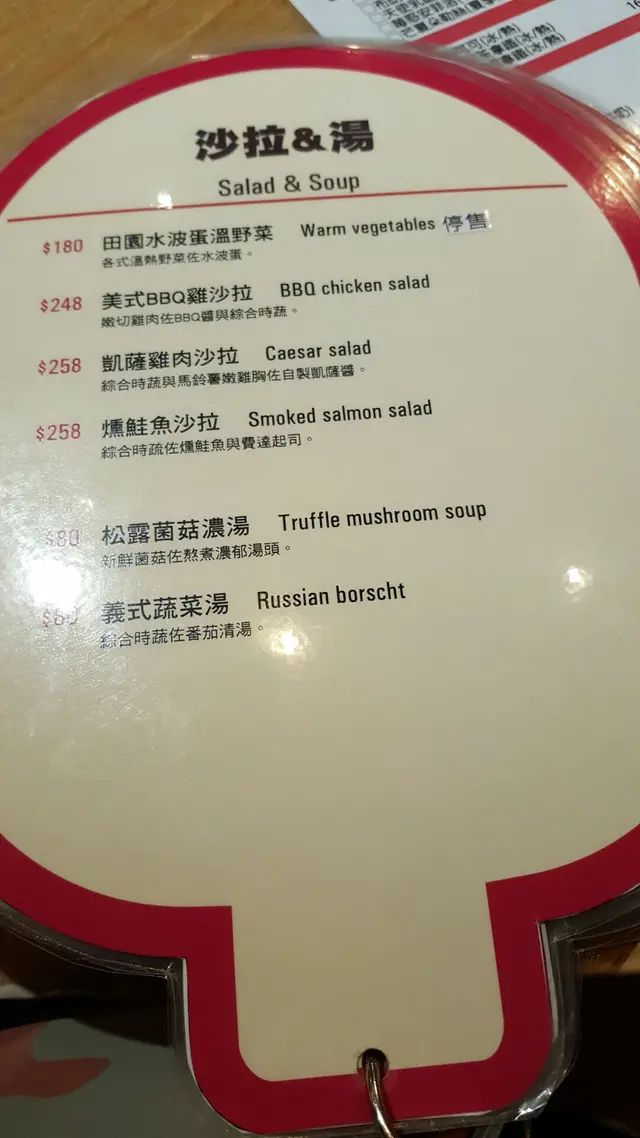 沙拉&湯
Salad & Soup
$180 田園水波蛋溫野菜 Warm vegetables 停售
各式溫熱野菜佐水波蛋。
$248 美式BBQ雞沙拉 BBQ chicken salad
嫩切雞肉佐BBQ醬與綜合時蔬。
$258 凱薩雞肉沙拉 Caesar salad
綜合時蔬與馬鈴薯嫩雞胸佐自製凱薩醬。
$258 燻鮭魚沙拉 Smoked salmon salad
綜合時疏佐燻鮭魚與費達起司。
$80 松露菌菇濃湯 Truffle mushroom soup
新鮮菌菇佐熬煮濃郁湯頭。
$60 義式蔬菜湯 Russian borscht
綜合時蔬佐番茄清湯。